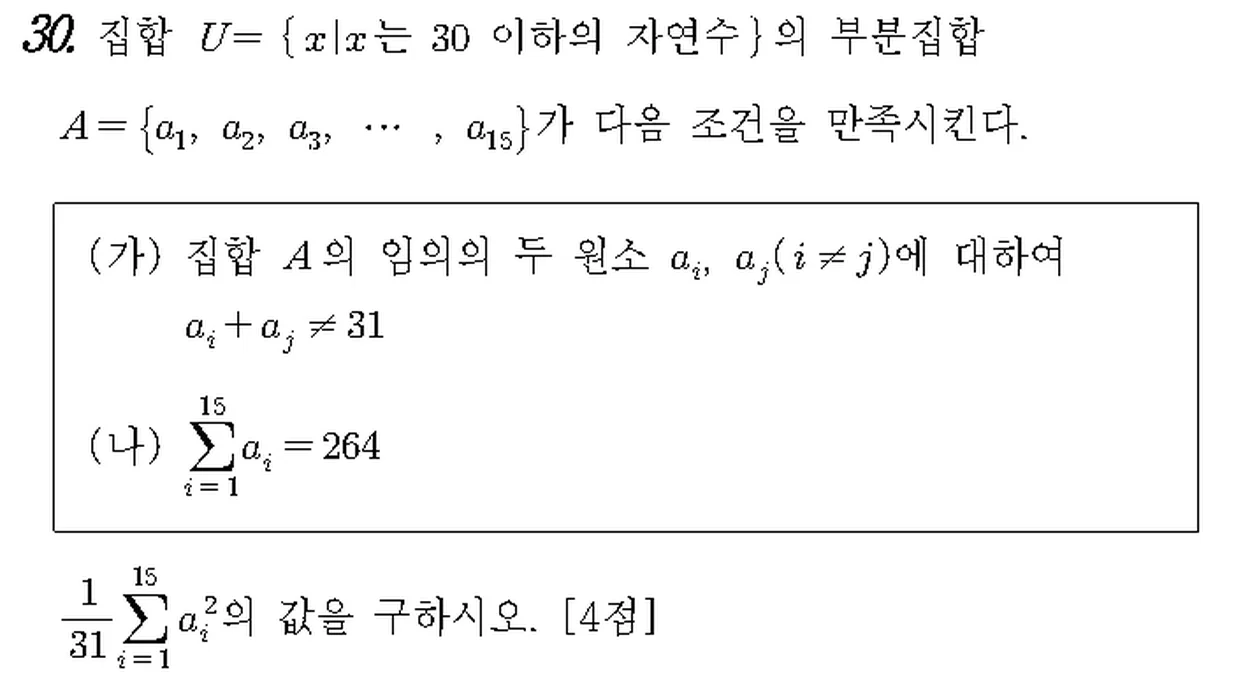 30. 집합 U={x|x는 30 이하의 자연수}의 부분집합
A={a₁, a₂, a₃, ⋯ , a₁₅}가 다음 조건을 만족시킨다.
(가) 집합 A의 임의의 두 원소 aᵢ, aⱼ(i≠j)에 대하여
aᵢ+aⱼ≠31
(나) ∑_{i=1}^{15} aᵢ=264
1/31 ∑_{i=1}^{15} aᵢ²의 값을 구하시오. [4점]